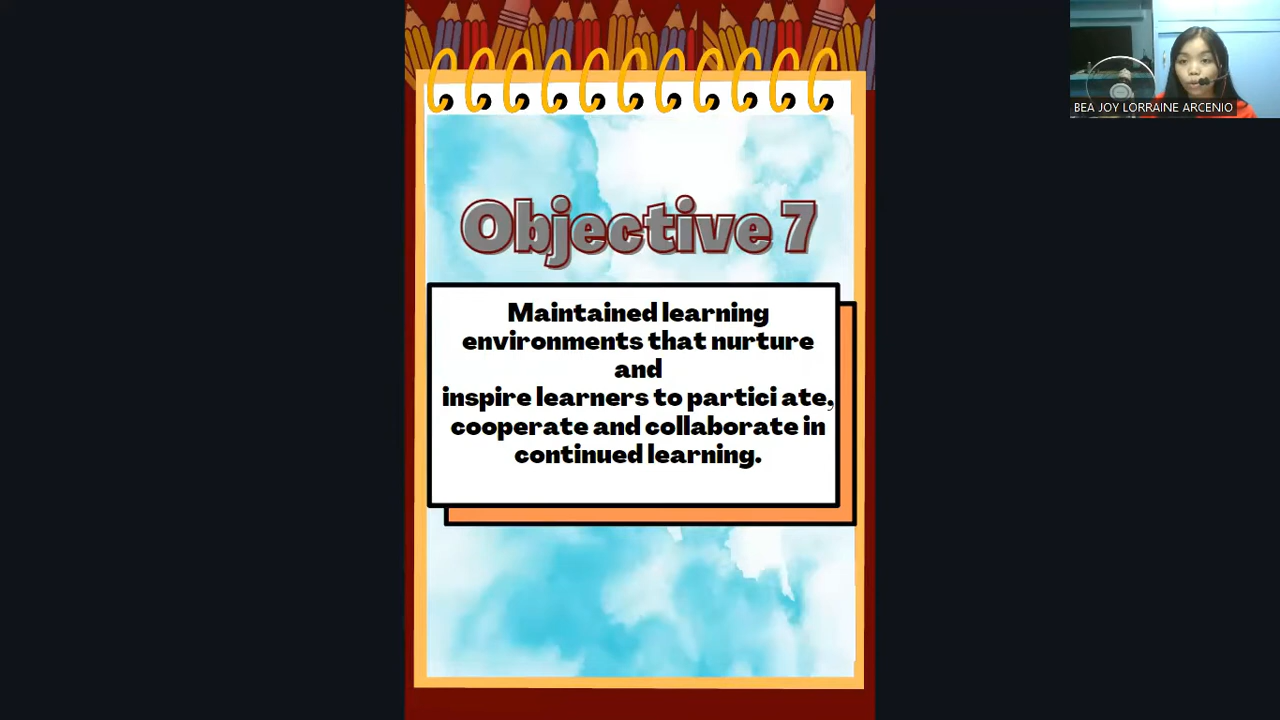 Objective 7
Maintained learning
environments that nurture
and
inspire learners to partici ate,
cooperate and collaborate in
continued learning.
BEA JOY LORRAINE ARCENIO